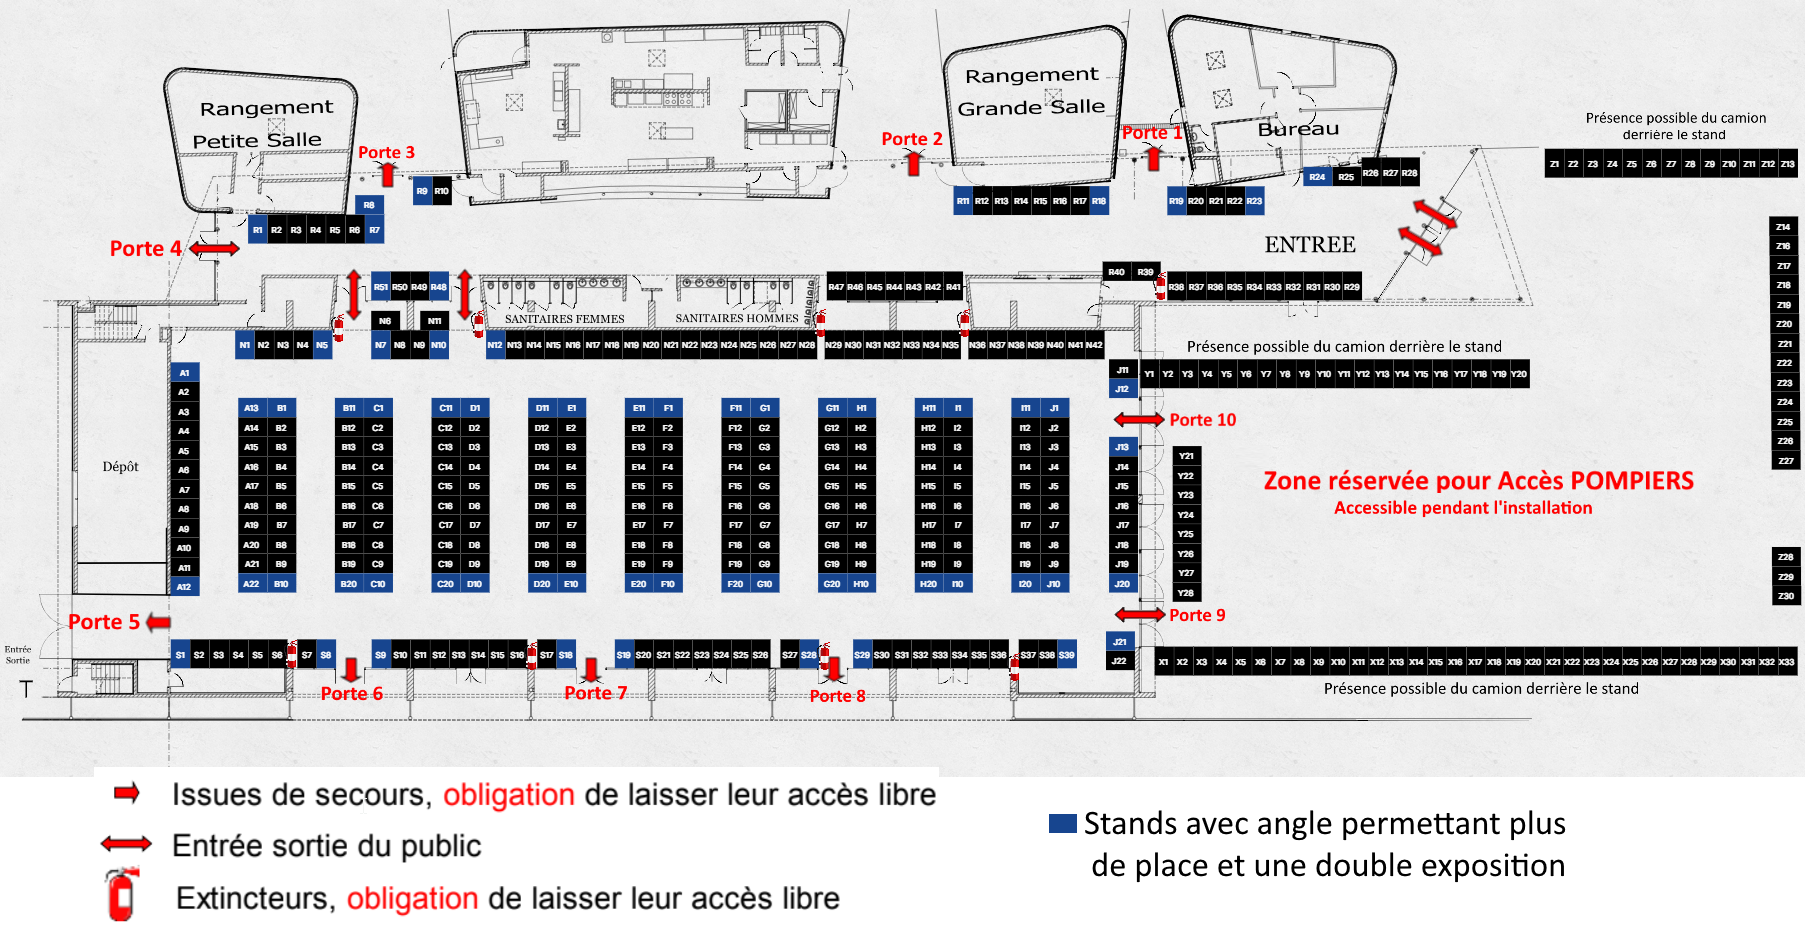 Rangement
Petite Salle
Rangement
Grande Salle
Bureau
Porte 3
Porte 2
Porte 1
Présence possible du camion
derrière le stand
Z1 Z2 Z3 Z4 Z5 Z6 Z7 Z8 Z9 Z10 Z11 Z12 Z13
R24 R25 R26 R27 R28
R9 R10
R8
R11 R12 R13 R14 R15 R16 R17 R18
R19 R20 R21 R22 R23
R1 R2 R3 R4 R5 R6 R7
Porte 4
ENTREE
Z14
Z16
Z17
Z18
Z19
Z20
Z21
Z22
Z23
Z24
Z25
Z26
Z27
R51 R50 R49 R48
R47 R46 R45 R44 R43 R42 R41
R40 R39
R38 R37 R36 R35 R34 R33 R32 R31 R30 R29
N6 N11
SANITAIRES FEMMES
SANITAIRES HOMMES
N1 N2 N3 N4 N5
N7 N8 N9 N10
N12 N13 N14 N15 N16 N17 N18 N19 N20 N21 N22 N23 N24 N25 N26 N27 N28
N29 N30 N31 N32 N33 N34 N35
N36 N37 N38 N39 N40 N41 N42
Présence possible du camion derrière le stand
J11
J12
Y1 Y2 Y3 Y4 Y5 Y6 Y7 Y8 Y9 Y10 Y11 Y12 Y13 Y14 Y15 Y16 Y17 Y18 Y19 Y20
Porte 10
A1
A2
A3
A4
A5
A6
A7
A8
A9
A10
A11
A12
Dépôt
A13 B1 B11 C1 C11 D1 D11 E1 E11 F1 F11 G1 G11 H1 H11 I1 I11 J1
A14 B2 B12 C2 C12 D2 D12 E2 E12 F2 F12 G2 G12 H2 H12 I2 I12 J2
A15 B3 B13 C3 C13 D3 D13 E3 E13 F3 F13 G3 G13 H3 H13 I3 I13 J3
A16 B4 B14 C4 C14 D4 D14 E4 E14 F4 F14 G4 G14 H4 H14 I4 I14 J4
A17 B5 B15 C5 C15 D5 D15 E5 E15 F5 F15 G5 G15 H5 H15 I5 I15 J5
A18 B6 B16 C6 C16 D6 D16 E6 E16 F6 F16 G6 G16 H6 H16 I6 I16 J6
A19 B7 B17 C7 C17 D7 D17 E7 E17 F7 F17 G7 G17 H7 H17 I7 I17 J7
A20 B8 B18 C8 C18 D8 D18 E8 E18 F8 F18 G8 G18 H8 H18 I8 I18 J8
A21 B9 B19 C9 C19 D9 D19 E9 E19 F9 F19 G9 G19 H9 H19 I9 I19 J9
A22 B10 B20 C10 C20 D10 D20 E10 E20 F10 F20 G10 G20 H10 H20 I10 I20 J10
J13
J14
J15
J16
J17
J18
J19
J20
Y21
Y22
Y23
Y24
Y25
Y26
Y27
Y28
Zone réservée pour Accès POMPIERS
Accessible pendant l'installation
Z28
Z29
Z30
Porte 5
Porte 9
Entrée
Sortie
T
J21
J22
S1 S2 S3 S4 S5 S6 S7 S8
S9 S10 S11 S12 S13 S14 S15 S16 S17 S18
S19 S20 S21 S22 S23 S24 S25 S26 S27 S28
S29 S30 S31 S32 S33 S34 S35 S36 S37 S38 S39
X1 X2 X3 X4 X5 X6 X7 X8 X9 X10 X11 X12 X13 X14 X15 X16 X17 X18 X19 X20 X21 X22 X23 X24 X25 X26 X27 X28 X29 X30 X31 X32 X33
Présence possible du camion derrière le stand
Porte 6
Porte 7
Porte 8
Issues de secours, obligation de laisser leur accès libre
Entrée sortie du public
Extincteurs, obligation de laisser leur accès libre
Stands avec angle permettant plus
de place et une double exposition